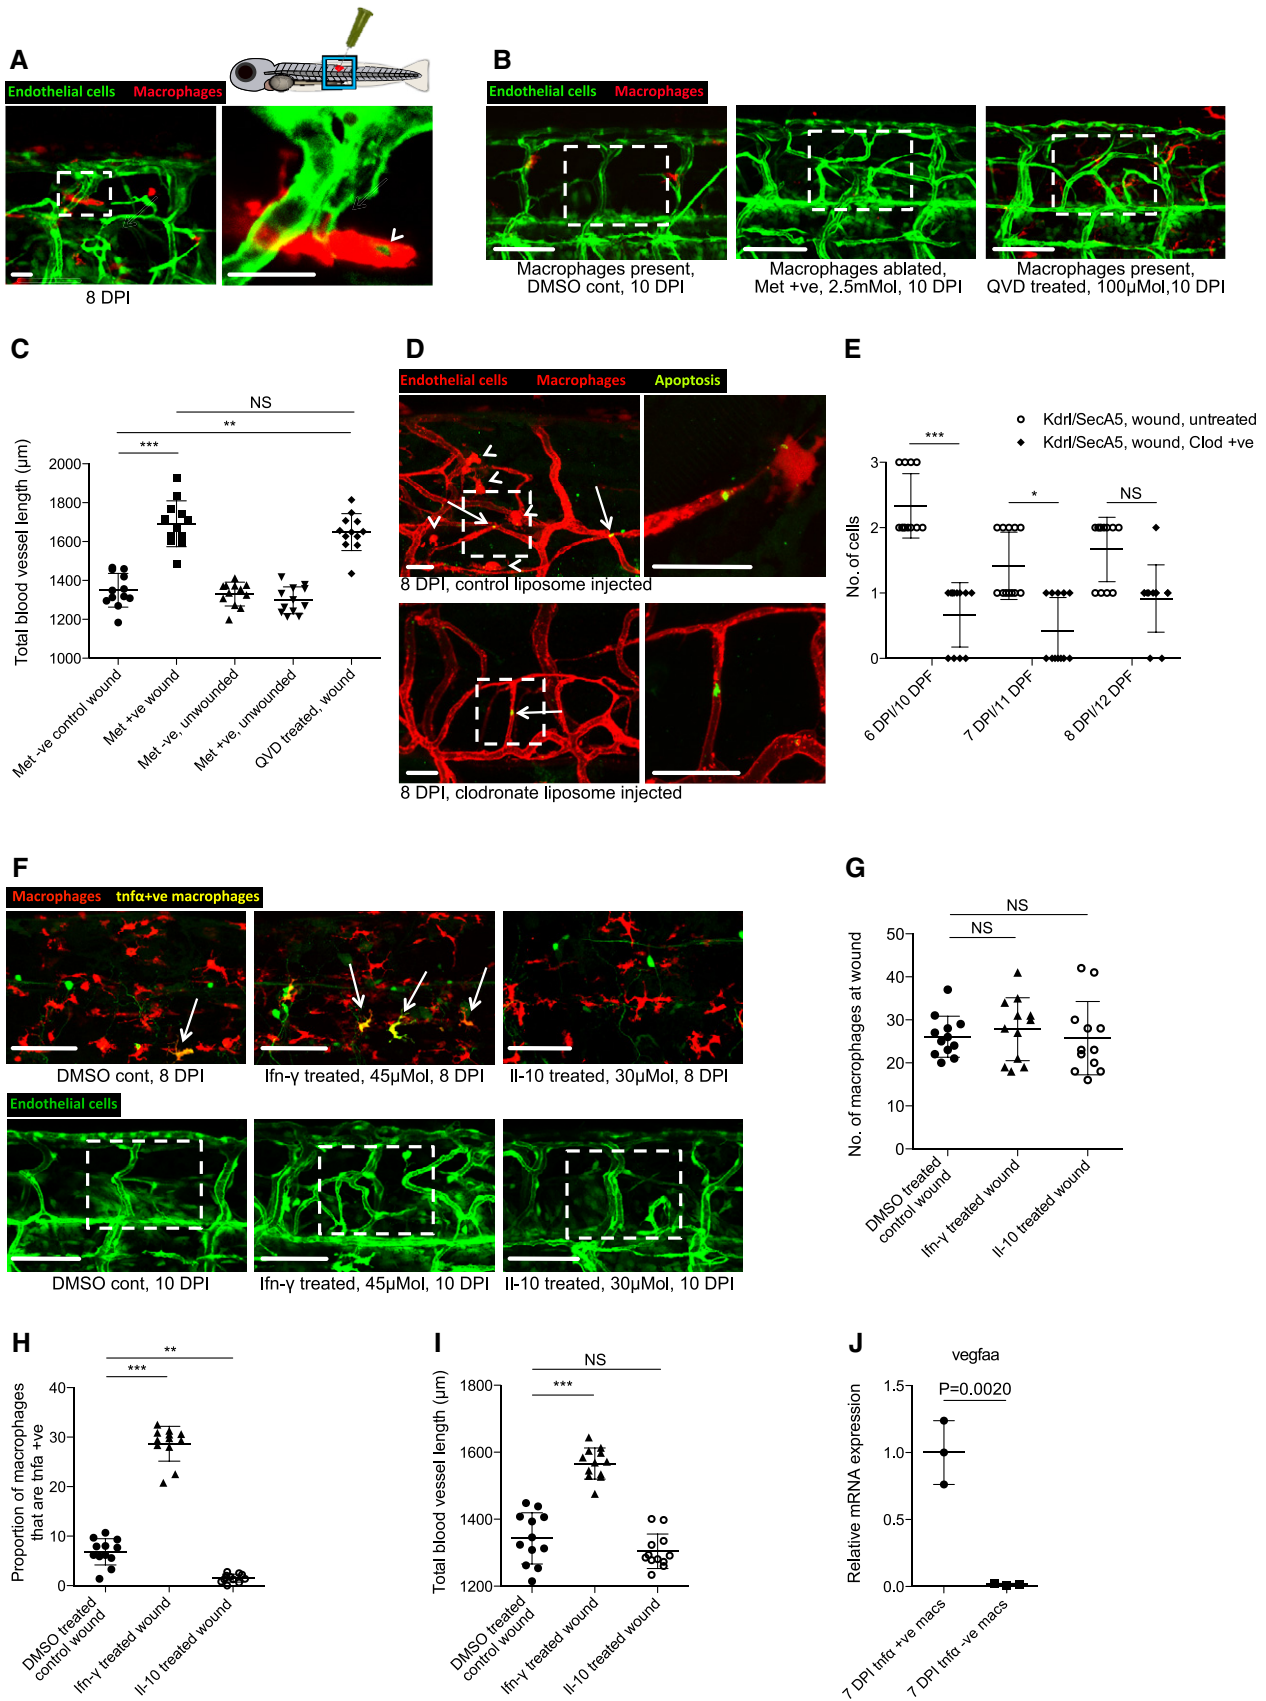 A
Endothelial cells Macrophages
8 DPI
B
Endothelial cells Macrophages
Macrophages present,
DMSO cont, 10 DPI
Macrophages ablated,
Met +ve, 2.5mMol, 10 DPI
Macrophages present,
QVD treated, 100µMol,10 DPI
C
Total blood vessel length (µm)
2000
1800
1600
1400
1200
1000
NS
**
***
Met -ve control wound
Met +ve wound
Met -ve, unwounded
Met +ve, unwounded
QVD treated, wound
D
Endothelial cells Macrophages Apoptosis
8 DPI, control liposome injected
8 DPI, clodronate liposome injected
E
Kdrl/SecA5, wound, untreated
Kdrl/SecA5, wound, Clod +ve
No. of cells
3
2
1
0
***
*
NS
6 DPI/10 DPF
7 DPI/11 DPF
8 DPI/12 DPF
F
Macrophages tnfα+ve macrophages
DMSO cont, 8 DPI
Ifn-γ treated, 45µMol, 8 DPI
Il-10 treated, 30µMol, 8 DPI
Endothelial cells
DMSO cont, 10 DPI
Ifn-γ treated, 45µMol, 10 DPI
Il-10 treated, 30µMol, 10 DPI
G
No. of macrophages at wound
50
40
30
20
10
0
NS
NS
DMSO treated
control wound
Ifn-γ treated wound
Il-10 treated wound
H
Proportion of macrophages
that are tnfa +ve
40
30
20
10
0
**
***
DMSO treated
control wound
Ifn-γ treated wound
Il-10 treated wound
I
Total blood vessel length (µm)
1800
1600
1400
1200
NS
***
DMSO treated
control wound
Ifn-γ treated wound
Il-10 treated wound
J
vegfaa
P=0.0020
Relative mRNA expression
1.5
1.0
0.5
0.0
7 DPI tnfα +ve macs
7 DPI tnfα -ve macs